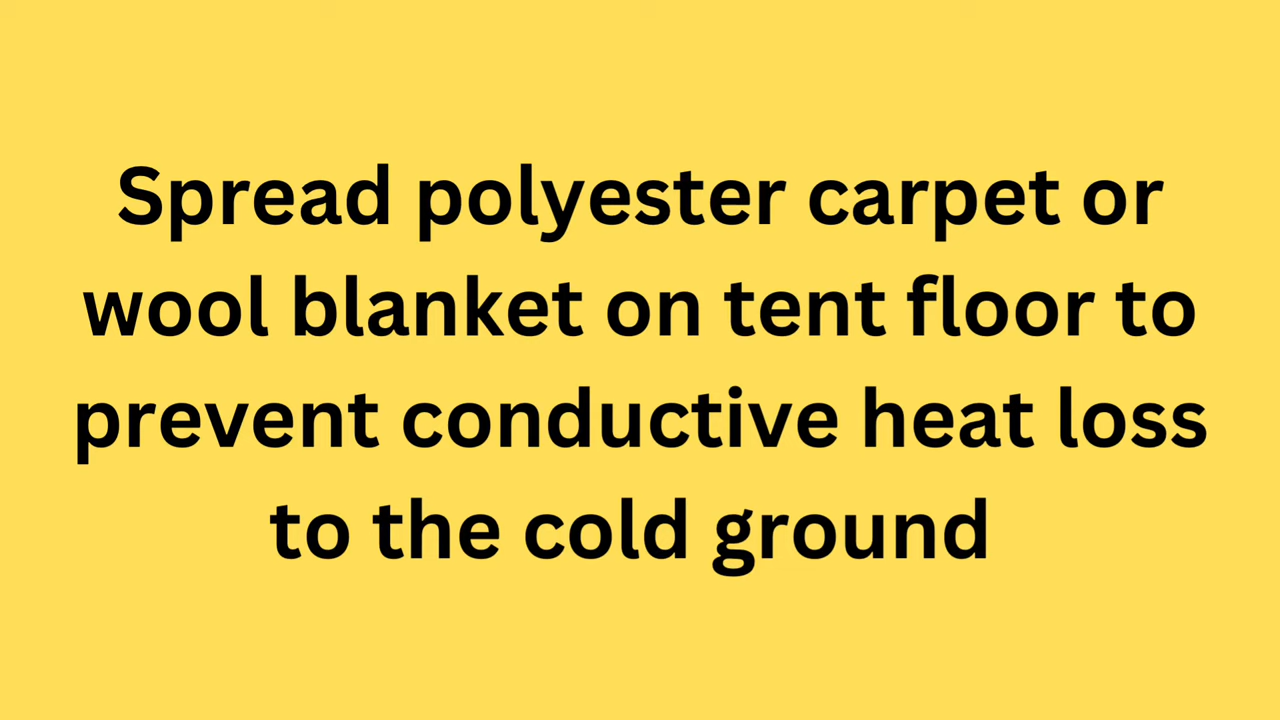 Spread polyester carpet or
wool blanket on tent floor to
prevent conductive heat loss
to the cold ground